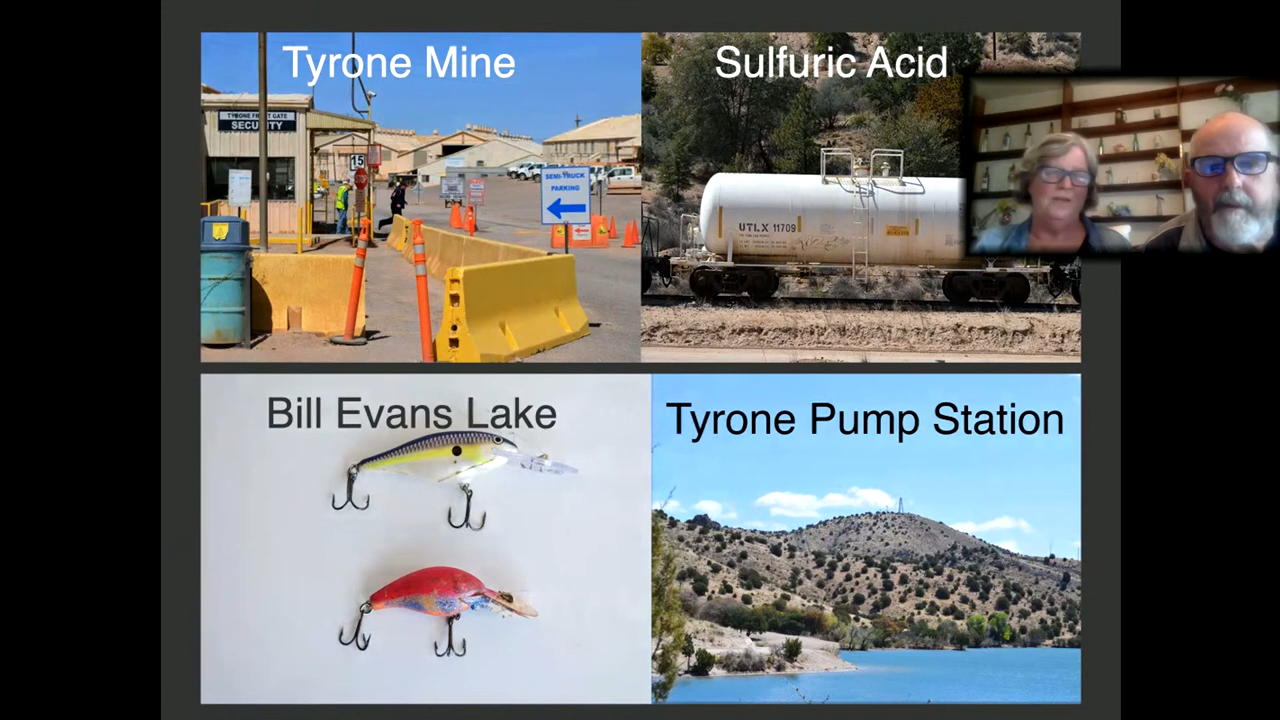 Tyrone Mine
TYRONE FRONT GATE
SECURITY
15
SEMI-TRUCK
PARKING
Sulfuric Acid
UTLX 11709
Bill Evans Lake
Tyrone Pump Station